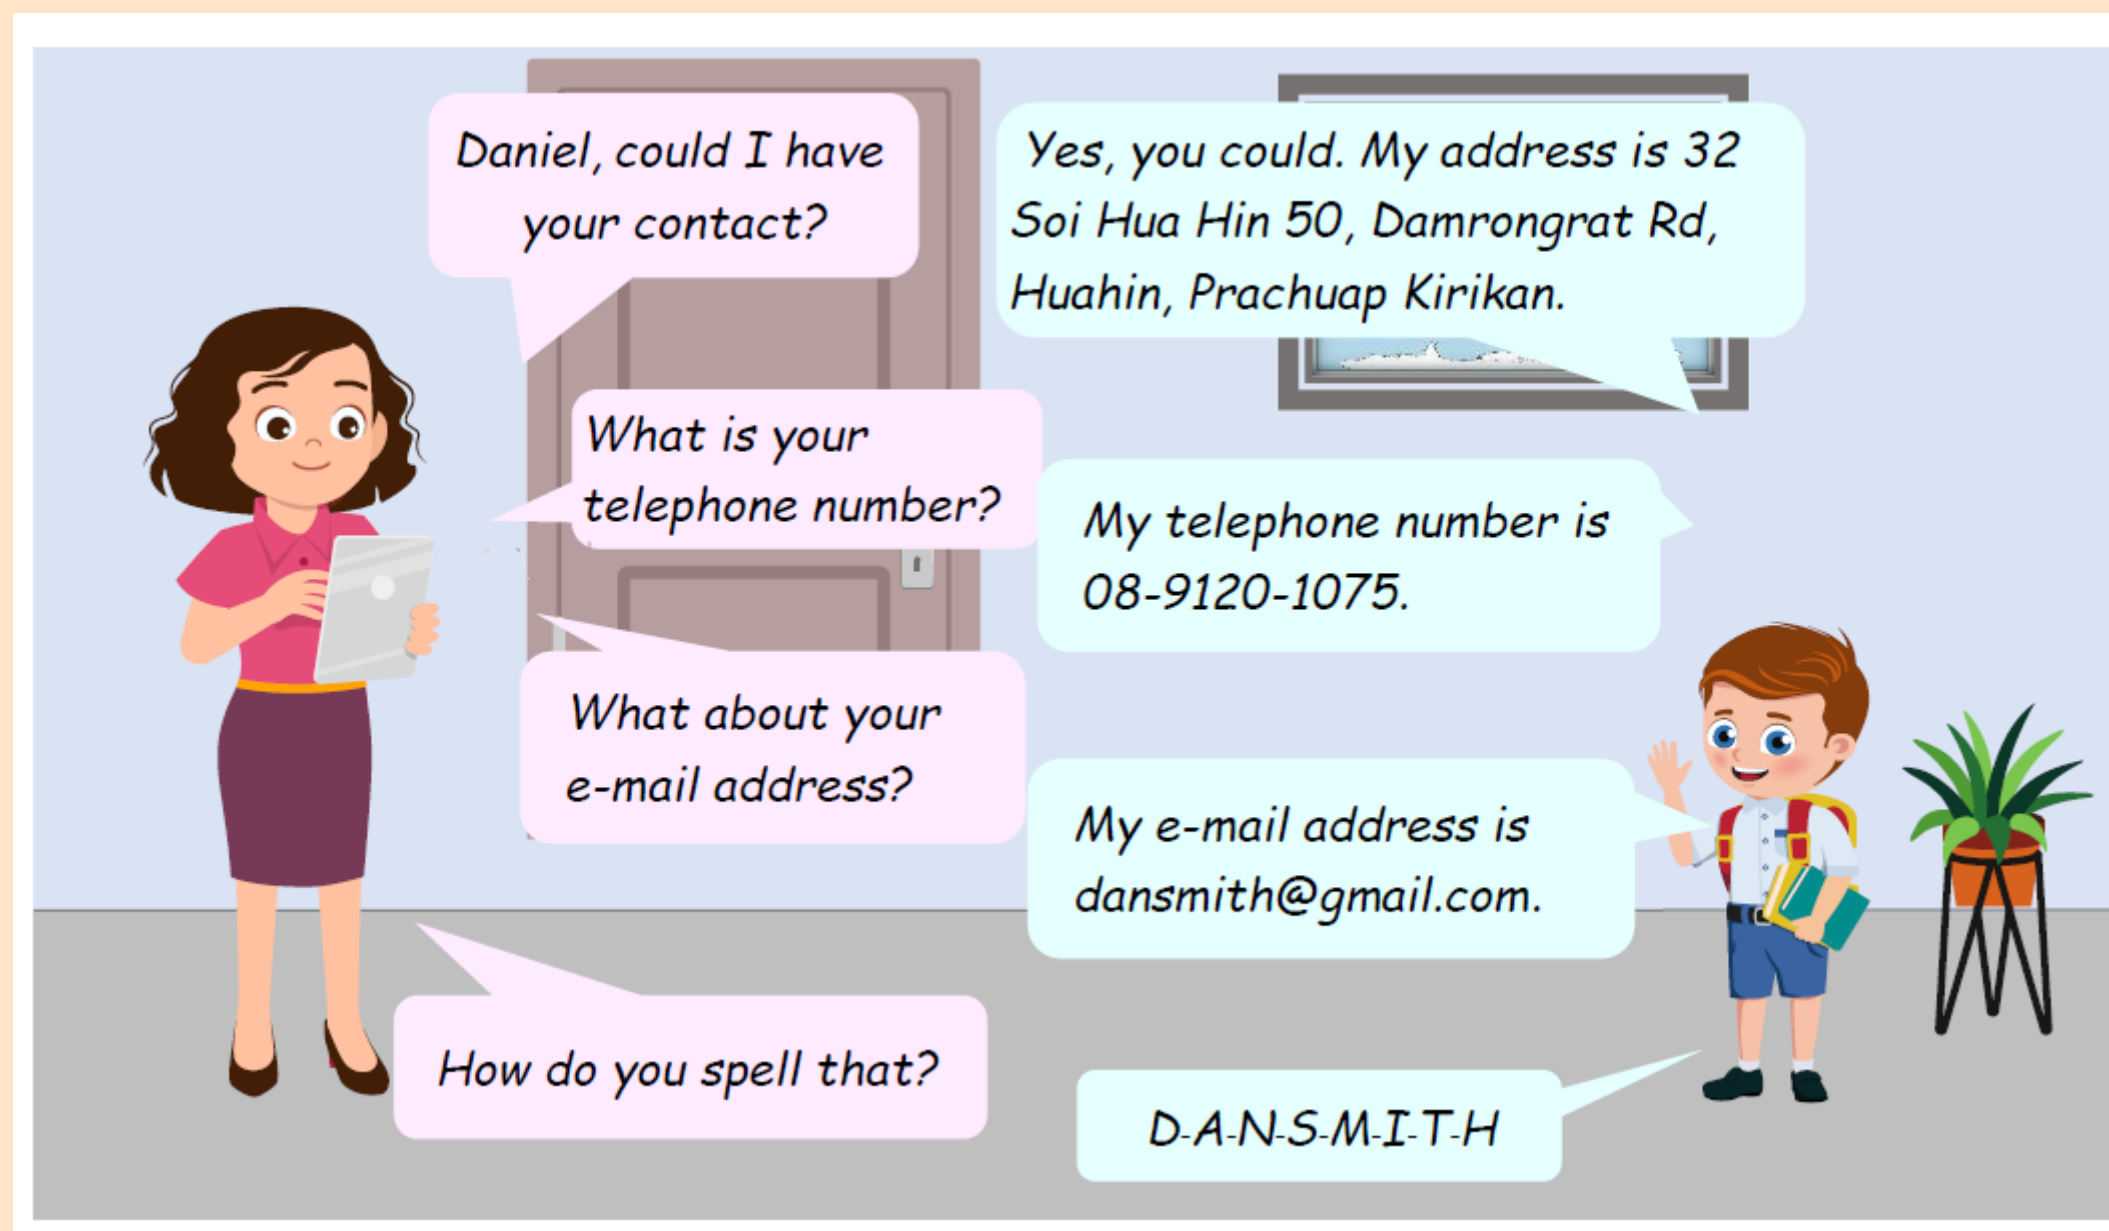 Daniel, could I have
your contact?
Yes, you could. My address is 32
Soi Hua Hin 50, Damrongrat Rd,
Huahin, Prachuap Kirikan.
What is your
telephone number?
My telephone number is
08-9120-1075.
What about your
e-mail address?
My e-mail address is
dansmith@gmail.com.
How do you spell that?
D-A-N-S-M-I-T-H